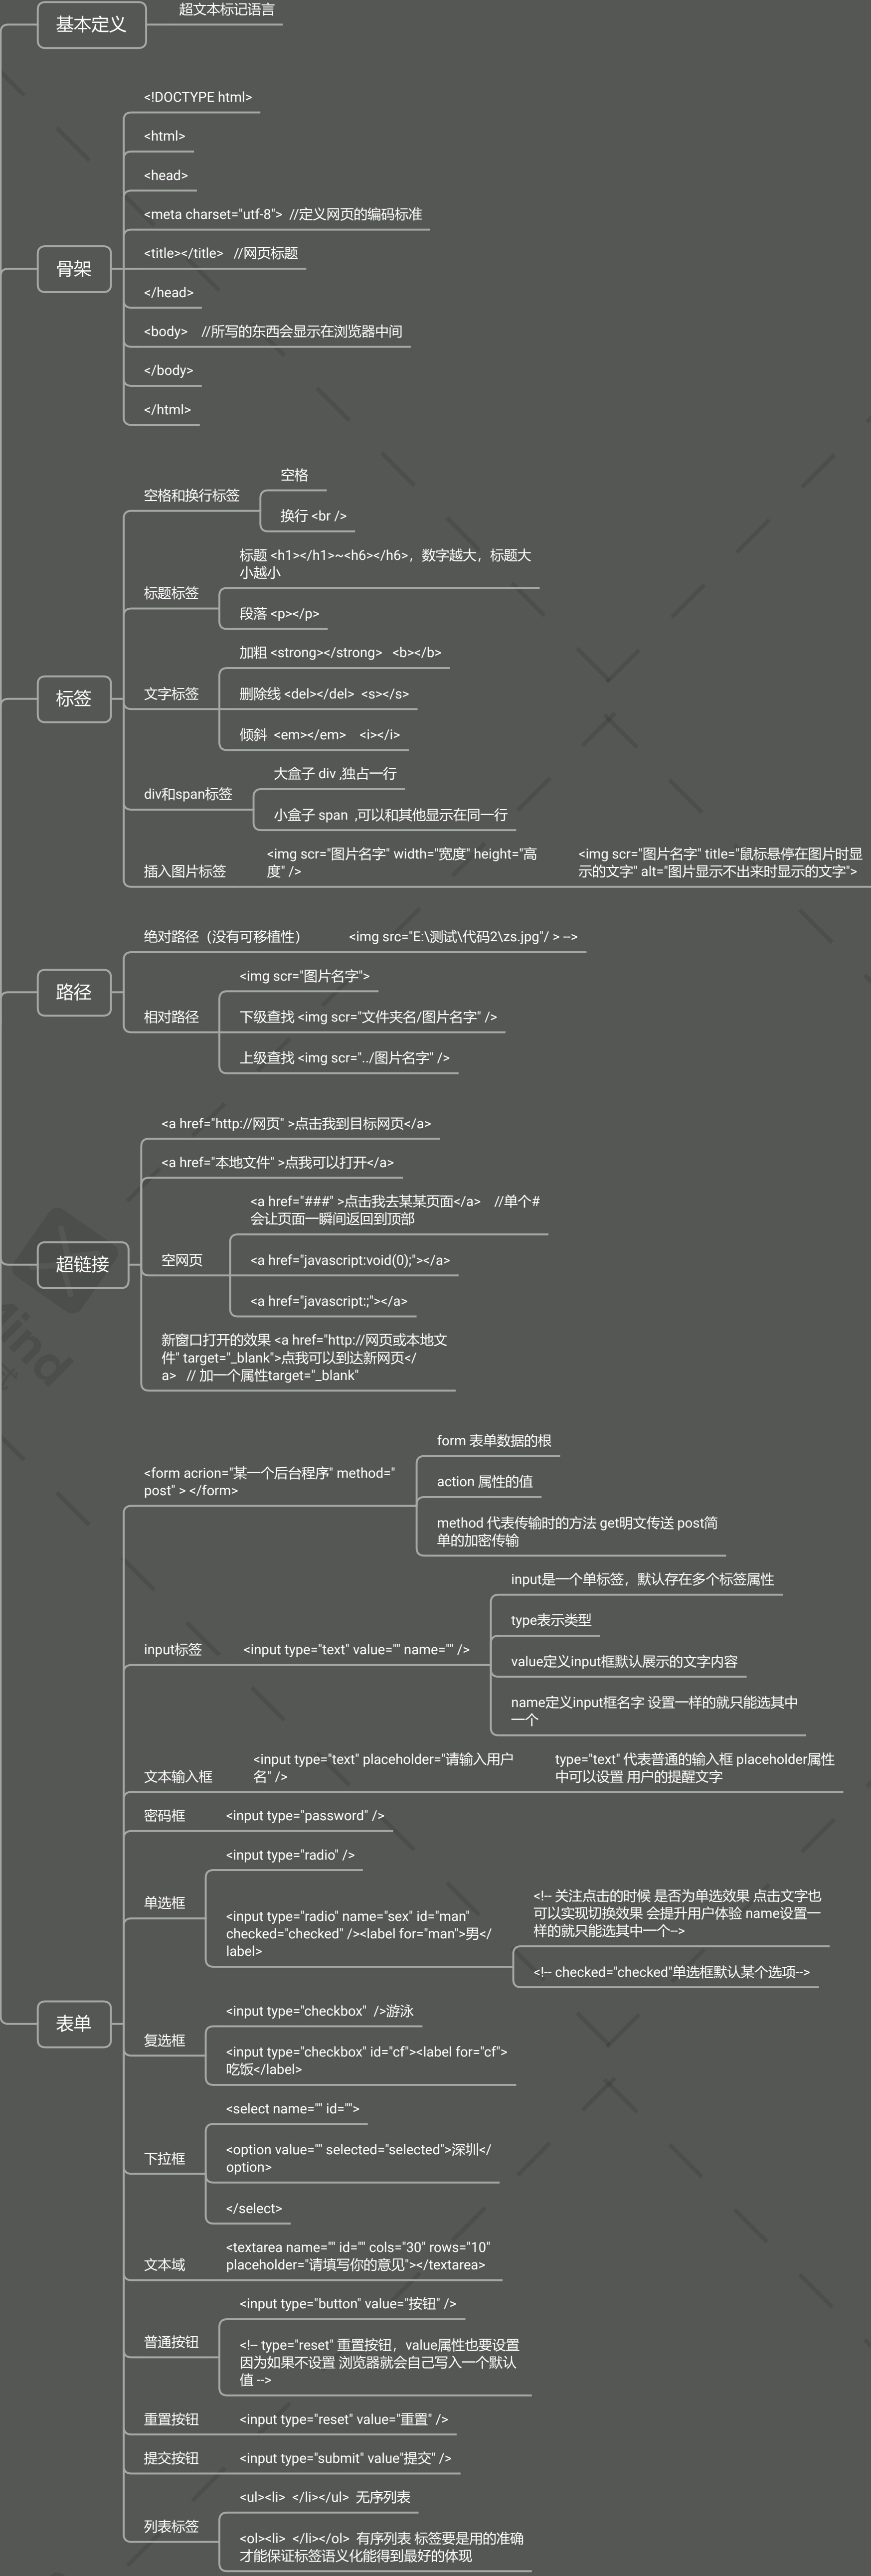 基本定义
超文本标记语言
骨架
<!DOCTYPE html>
<html>
<head>
<meta charset="utf-8">  //定义网页的编码标准
<title></title>   //网页标题
</head>
<body>    //所写的东西会显示在浏览器中间
</body>
</html>
标签
空格和换行标签
空格
换行 <br />
标题标签
标题 <h1></h1>~<h6></h6>，数字越大，标题大
小越小
段落 <p></p>
文字标签
加粗 <strong></strong>   <b></b>
删除线 <del></del>  <s></s>
倾斜  <em></em>    <i></i>
div和span标签
大盒子 div ,独占一行
小盒子 span  ,可以和其他显示在同一行
插入图片标签
<img scr="图片名字" width="宽度" height="高
度" />
<img scr="图片名字" title="鼠标悬停在图片时显
示的文字" alt="图片显示不出来时显示的文字">
路径
绝对路径（没有可移植性）
<img src="E:\测试\代码2\zs.jpg"/ > -->
相对路径
<img scr="图片名字">
下级查找 <img scr="文件夹名/图片名字" />
上级查找 <img scr="../图片名字" />
超链接
<a href="http://网页" >点击我到目标网页</a>
<a href="本地文件" >点我可以打开</a>
空网页
<a href="###" >点击我去某某页面</a>    //单个#
会让页面一瞬间返回到顶部
<a href="javascript:void(0);"></a>
<a href="javascript:;"></a>
新窗口打开的效果 <a href="http://网页或本地文
件" target="_blank">点我可以到达新网页</
a>   // 加一个属性target="_blank"
表单
<form acrion="某一个后台程序" method="
post" > </form>
form 表单数据的根
action 属性的值
method 代表传输时的方法 get明文传送 post简
单的加密传输
input标签
<input type="text" value="" name="" />
input是一个单标签，默认存在多个标签属性
type表示类型
value定义input框默认展示的文字内容
name定义input框名字 设置一样的就只能选其中
一个
文本输入框
<input type="text" placeholder="请输入用户
名" />
type="text" 代表普通的输入框 placeholder属性
中可以设置 用户的提醒文字
密码框
<input type="password" />
单选框
<input type="radio" />
<input type="radio" name="sex" id="man"
checked="checked" /><label for="man">男</
label>
<!-- 关注点击的时候 是否为单选效果 点击文字也
可以实现切换效果 会提升用户体验 name设置一
样的就只能选其中一个-->
<!-- checked="checked"单选框默认某个选项-->
复选框
<input type="checkbox"  />游泳
<input type="checkbox" id="cf"><label for="cf">
吃饭</label>
下拉框
<select name="" id="">
<option value="" selected="selected">深圳</
option>
</select>
文本域
<textarea name="" id="" cols="30" rows="10"
placeholder="请填写你的意见"></textarea>
普通按钮
<input type="button" value="按钮" />
<!-- type="reset" 重置按钮，value属性也要设置
因为如果不设置 浏览器就会自己写入一个默认
值 -->
重置按钮
<input type="reset" value="重置" />
提交按钮
<input type="submit" value"提交" />
列表标签
<ul><li>  </li></ul>  无序列表
<ol><li>  </li></ol>  有序列表 标签要是用的准确
才能保证标签语义化能得到最好的体现